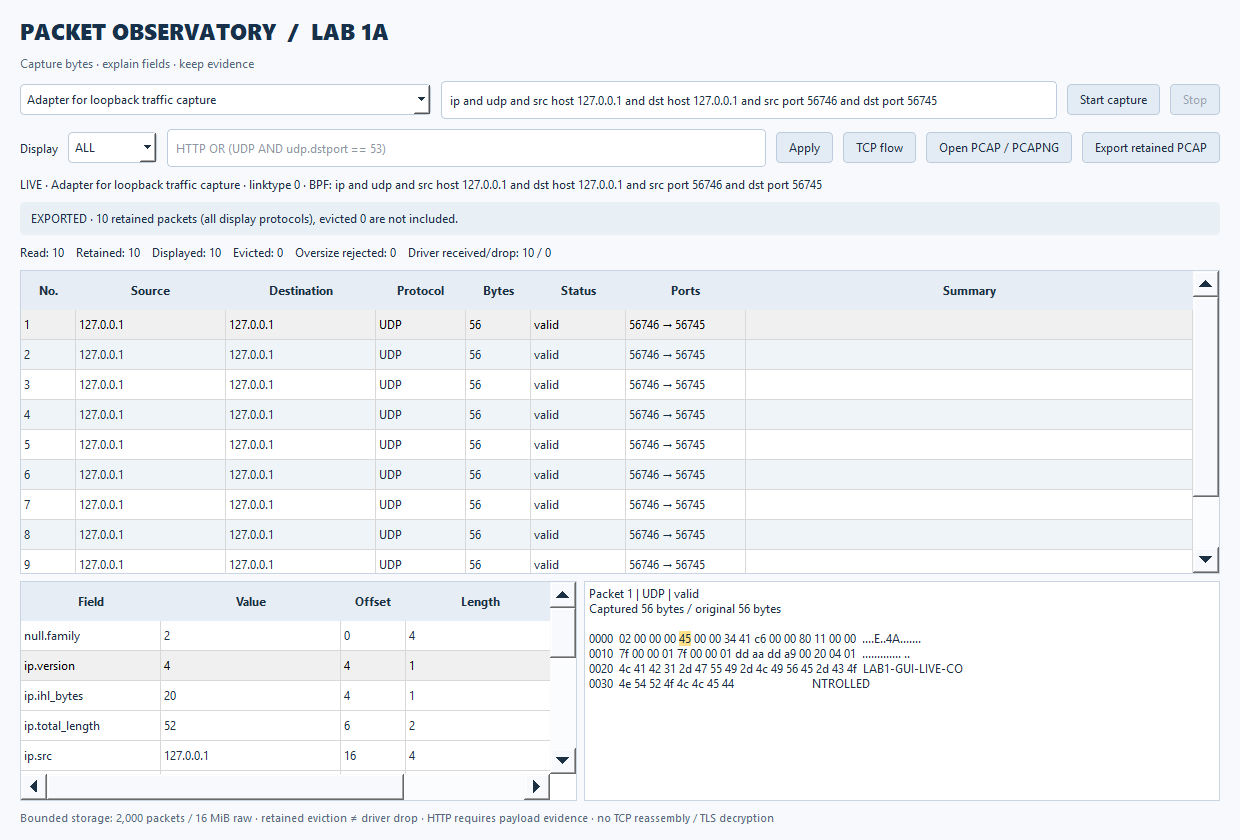 PACKET OBSERVATORY / LAB 1A
Capture bytes · explain fields · keep evidence
Adapter for loopback traffic capture ip and udp and src host 127.0.0.1 and dst host 127.0.0.1 and src port 56746 and dst port 56745 Start capture Stop
Display ALL HTTP OR (UDP AND udp.dstport == 53) Apply TCP flow Open PCAP / PCAPNG Export retained PCAP
LIVE · Adapter for loopback traffic capture · linktype 0 · BPF: ip and udp and src host 127.0.0.1 and dst host 127.0.0.1 and src port 56746 and dst port 56745
EXPORTED · 10 retained packets (all display protocols), evicted 0 are not included.
Read: 10 Retained: 10 Displayed: 10 Evicted: 0 Oversize rejected: 0 Driver received/drop: 10 / 0
No. Source Destination Protocol Bytes Status Ports Summary
1 127.0.0.1 127.0.0.1 UDP 56 valid 56746 → 56745
2 127.0.0.1 127.0.0.1 UDP 56 valid 56746 → 56745
3 127.0.0.1 127.0.0.1 UDP 56 valid 56746 → 56745
4 127.0.0.1 127.0.0.1 UDP 56 valid 56746 → 56745
5 127.0.0.1 127.0.0.1 UDP 56 valid 56746 → 56745
6 127.0.0.1 127.0.0.1 UDP 56 valid 56746 → 56745
7 127.0.0.1 127.0.0.1 UDP 56 valid 56746 → 56745
8 127.0.0.1 127.0.0.1 UDP 56 valid 56746 → 56745
9 127.0.0.1 127.0.0.1 UDP 56 valid 56746 → 56745
Field Value Offset Length
null.family 2 0 4
ip.version 4 4 1
ip.ihl_bytes 20 4 1
ip.total_length 52 6 2
ip.src 127.0.0.1 16 4
Packet 1 | UDP | valid
Captured 56 bytes / original 56 bytes
0000 02 00 00 00 45 00 00 34 41 c6 00 00 80 11 00 00 ....E..4A.......
0010 7f 00 00 01 7f 00 00 01 dd aa dd a9 00 20 04 01 ............. ..
0020 4c 41 42 31 2d 47 55 49 2d 4c 49 56 45 2d 43 4f LAB1-GUI-LIVE-CO
0030 4e 54 52 4f 4c 4c 45 44 NTROLLED
Bounded storage: 2,000 packets / 16 MiB raw · retained eviction ≠ driver drop · HTTP requires payload evidence · no TCP reassembly / TLS decryption